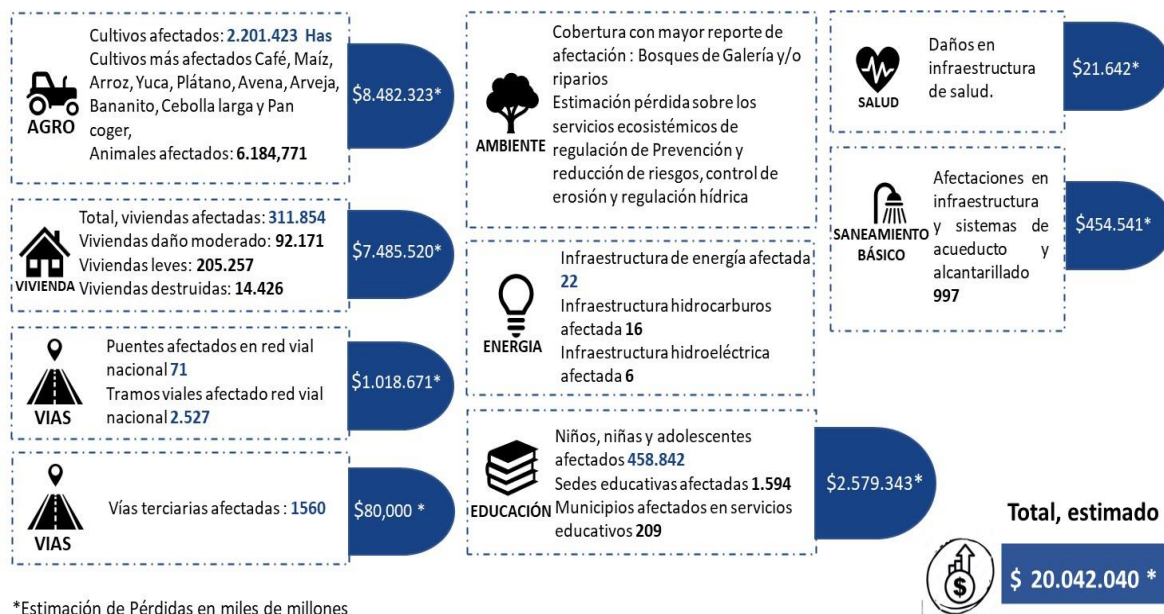 Cultivos afectados: 2.201.423 Has
Cultivos más afectados Café, Maíz,
Arroz, Yuca, Plátano, Avena, Arveja,
Bananito, Cebolla larga y Pan
coger,
Animales afectados: 6.184,771
AGRO
$8.482.323*
Total, viviendas afectadas: 311.854
Viviendas daño moderado: 92.171
Viviendas leves: 205.257
Viviendas destruidas: 14.426
VIVIENDA
$7.485.520*
Puentes afectados en red vial
nacional 71
Tramos viales afectado red vial
nacional 2.527
VIAS
$1.018.671*
Vías terciarias afectadas : 1560
VIAS
$80,000 *
Cobertura con mayor reporte de
afectación : Bosques de Galería y/o
riparios
Estimación pérdida sobre los
servicios ecosistémicos de
regulación de Prevención y
reducción de riesgos, control de
erosión y regulación hídrica
AMBIENTE
Infraestructura de energía afectada
22
Infraestructura hidrocarburos
afectada 16
Infraestructura hidroeléctrica
afectada 6
ENERGIA
Niños, niñas y adolescentes
afectados 458.842
Sedes educativas afectadas 1.594
Municipios afectados en servicios
educativos 209
EDUCACIÓN
$2.579.343*
Daños en
infraestructura
de salud.
SALUD
$21.642*
Afectaciones en
infraestructura
y sistemas de
acueducto y
alcantarillado
997
SANEAMIENTO
BÁSICO
$454.541*
Total, estimado
$
$ 20.042.040 *
*Estimación de Pérdidas en miles de millones